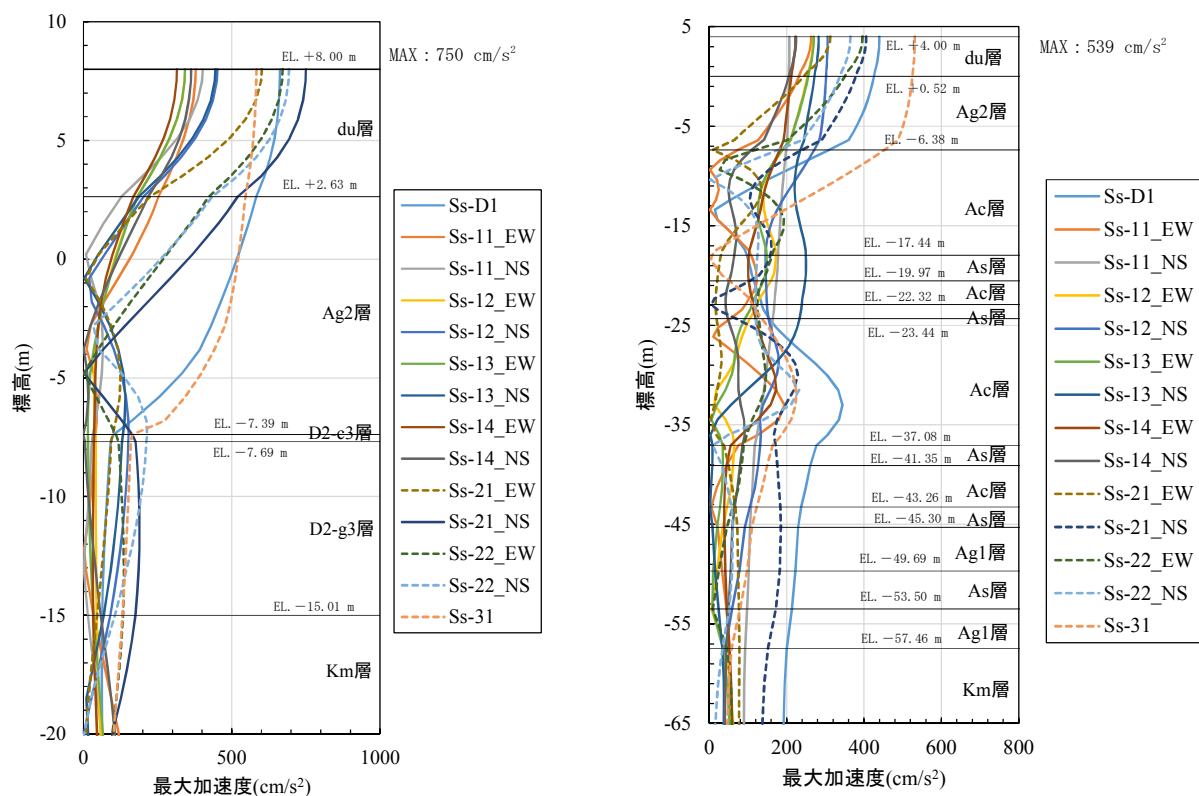 10
5
0
-5
-10
-15
-20
標高(m)
0
500
1000
最大加速度(cm/s²)
MAX：750 cm/s²
EL. +8.00 m
du層
EL. +2.63 m
Ag2層
EL. −7.39 m
D2-c3層
EL. −7.69 m
D2-g3層
EL. −15.01 m
Km層
Ss-D1
Ss-11_EW
Ss-11_NS
Ss-12_EW
Ss-12_NS
Ss-13_EW
Ss-13_NS
Ss-14_EW
Ss-14_NS
Ss-21_EW
Ss-21_NS
Ss-22_EW
Ss-22_NS
Ss-31
5
-5
-15
-25
-35
-45
-55
-65
標高(m)
0
200
400
600
800
最大加速度(cm/s²)
MAX：539 cm/s²
EL. +4.00 m
du層
EL. +0.52 m
Ag2層
EL. −6.38 m
Ac層
EL. −17.44 m
As層
EL. −19.97 m
Ac層
EL. −22.32 m
As層
EL. −23.44 m
Ac層
EL. −37.08 m
As層
EL. −41.35 m
Ac層
EL. −43.26 m
As層
EL. −45.30 m
Ag1層
EL. −49.69 m
As層
EL. −53.50 m
Ag1層
EL. −57.46 m
Km層
Ss-D1
Ss-11_EW
Ss-11_NS
Ss-12_EW
Ss-12_NS
Ss-13_EW
Ss-13_NS
Ss-14_EW
Ss-14_NS
Ss-21_EW
Ss-21_NS
Ss-22_EW
Ss-22_NS
Ss-31